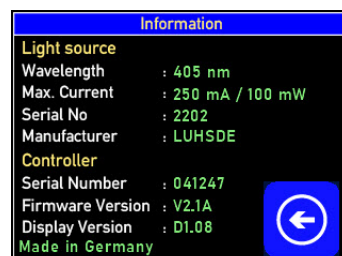 Information
Light source
Wavelength : 405 nm
Max. Current : 250 mA / 100 mW
Serial No : 2202
Manufacturer : LUHSDE
Controller
Serial Number : 041247
Firmware Version : V2.1A
Display Version : D1.08
Made in Germany